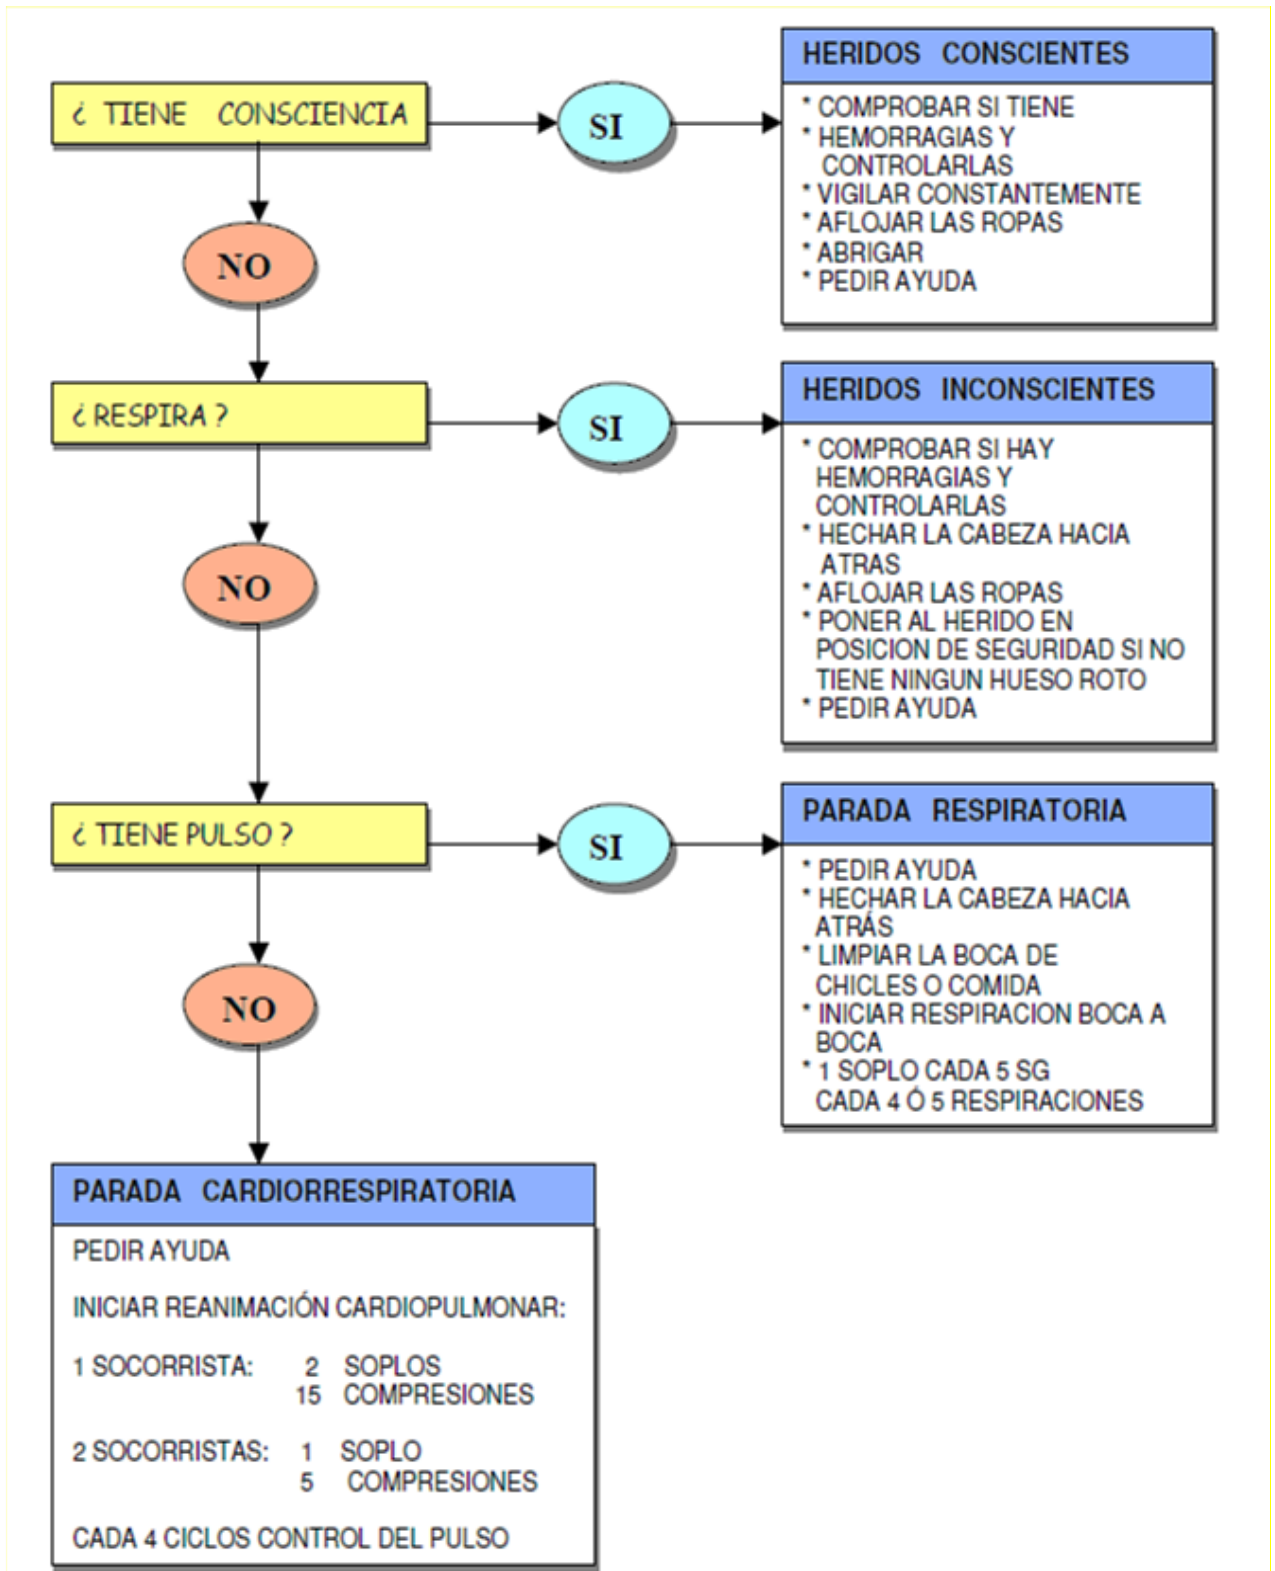 ¿ TIENE CONSCIENCIA
SI
HERIDOS CONSCIENTES
* COMPROBAR SI TIENE
* HEMORRAGIAS Y
CONTROLARLAS
* VIGILAR CONSTANTEMENTE
* AFLOJAR LAS ROPAS
* ABRIGAR
* PEDIR AYUDA
NO
¿ RESPIRA ?
SI
HERIDOS INCONSCIENTES
* COMPROBAR SI HAY
HEMORRAGIAS Y
CONTROLARLAS
* HECHAR LA CABEZA HACIA
ATRAS
* AFLOJAR LAS ROPAS
* PONER AL HERIDO EN
POSICION DE SEGURIDAD SI NO
TIENE NINGUN HUESO ROTO
* PEDIR AYUDA
NO
¿ TIENE PULSO ?
SI
PARADA RESPIRATORIA
* PEDIR AYUDA
* HECHAR LA CABEZA HACIA
ATRÁS
* LIMPIAR LA BOCA DE
CHICLES O COMIDA
* INICIAR RESPIRACION BOCA A
BOCA
* 1 SOPLO CADA 5 SG
CADA 4 Ó 5 RESPIRACIONES
NO
PARADA CARDIORRESPIRATORIA
PEDIR AYUDA
INICIAR REANIMACIÓN CARDIOPULMONAR:
1 SOCORRISTA: 2 SOPLOS
15 COMPRESIONES
2 SOCORRISTAS: 1 SOPLO
5 COMPRESIONES
CADA 4 CICLOS CONTROL DEL PULSO